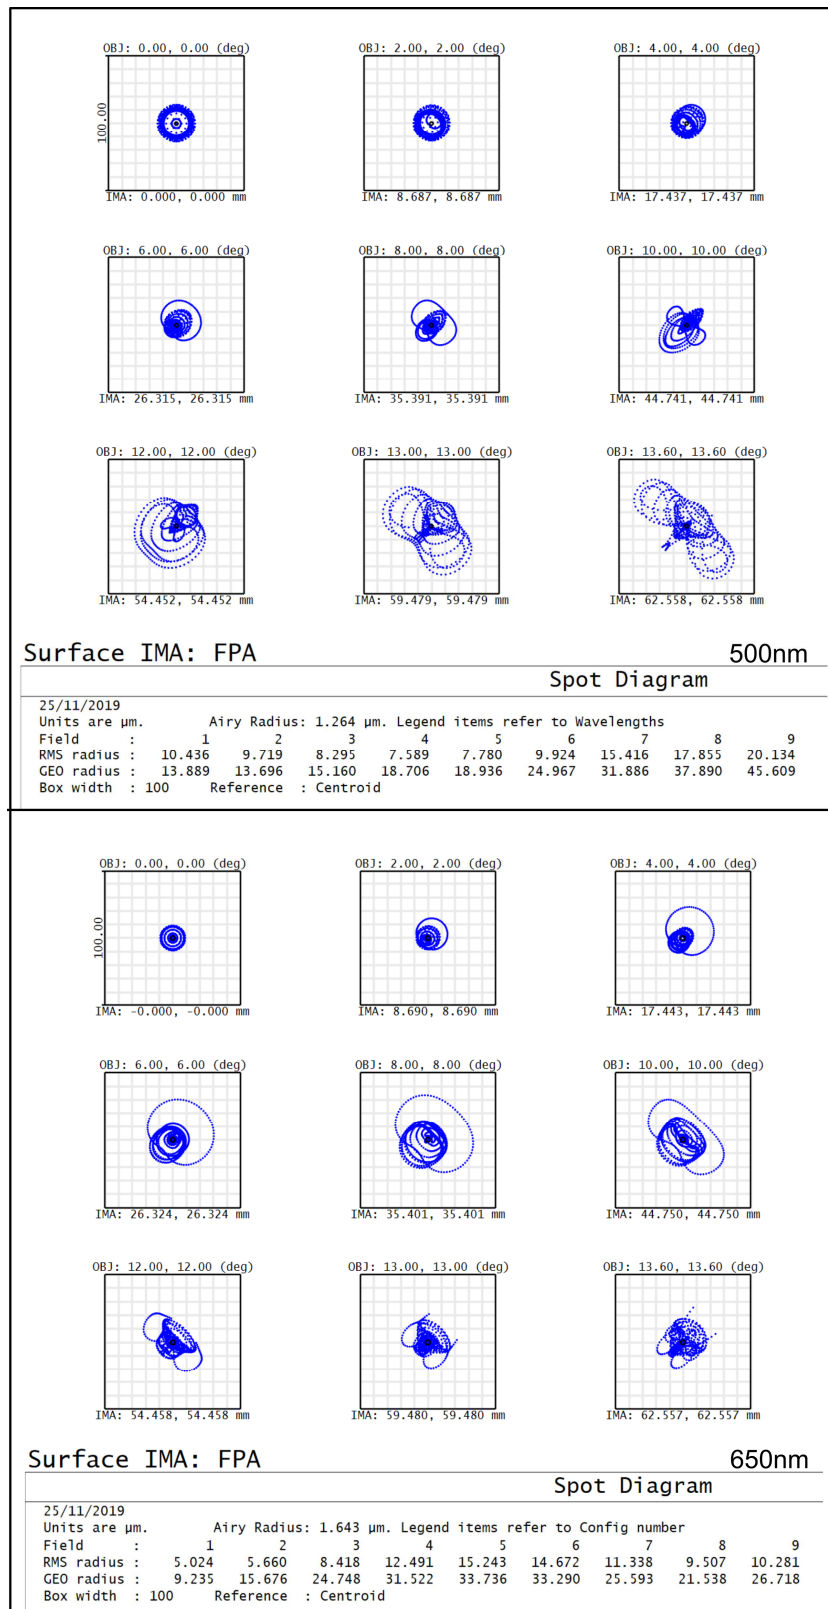 OBJ: 0.00, 0.00 (deg) OBJ: 2.00, 2.00 (deg) OBJ: 4.00, 4.00 (deg)
100.00
IMA: 0.000, 0.000 mm IMA: 8.687, 8.687 mm IMA: 17.437, 17.437 mm
OBJ: 6.00, 6.00 (deg) OBJ: 8.00, 8.00 (deg) OBJ: 10.00, 10.00 (deg)
IMA: 26.315, 26.315 mm IMA: 35.391, 35.391 mm IMA: 44.741, 44.741 mm
OBJ: 12.00, 12.00 (deg) OBJ: 13.00, 13.00 (deg) OBJ: 13.60, 13.60 (deg)
IMA: 54.452, 54.452 mm IMA: 59.479, 59.479 mm IMA: 62.558, 62.558 mm
Surface IMA: FPA 500nm
Spot Diagram
25/11/2019
Units are µm. Airy Radius: 1.264 µm. Legend items refer to Wavelengths
Field : 1 2 3 4 5 6 7 8 9
RMS radius : 10.436 9.719 8.295 7.589 7.780 9.924 15.416 17.855 20.134
GEO radius : 13.889 13.696 15.160 18.706 18.936 24.967 31.886 37.890 45.609
Box width : 100 Reference : Centroid
OBJ: 0.00, 0.00 (deg) OBJ: 2.00, 2.00 (deg) OBJ: 4.00, 4.00 (deg)
100.00
IMA: -0.000, -0.000 mm IMA: 8.690, 8.690 mm IMA: 17.443, 17.443 mm
OBJ: 6.00, 6.00 (deg) OBJ: 8.00, 8.00 (deg) OBJ: 10.00, 10.00 (deg)
IMA: 26.324, 26.324 mm IMA: 35.401, 35.401 mm IMA: 44.750, 44.750 mm
OBJ: 12.00, 12.00 (deg) OBJ: 13.00, 13.00 (deg) OBJ: 13.60, 13.60 (deg)
IMA: 54.458, 54.458 mm IMA: 59.480, 59.480 mm IMA: 62.557, 62.557 mm
Surface IMA: FPA 650nm
Spot Diagram
25/11/2019
Units are µm. Airy Radius: 1.643 µm. Legend items refer to Config number
Field : 1 2 3 4 5 6 7 8 9
RMS radius : 5.024 5.660 8.418 12.491 15.243 14.672 11.338 9.507 10.281
GEO radius : 9.235 15.676 24.748 31.522 33.736 33.290 25.593 21.538 26.718
Box width : 100 Reference : Centroid